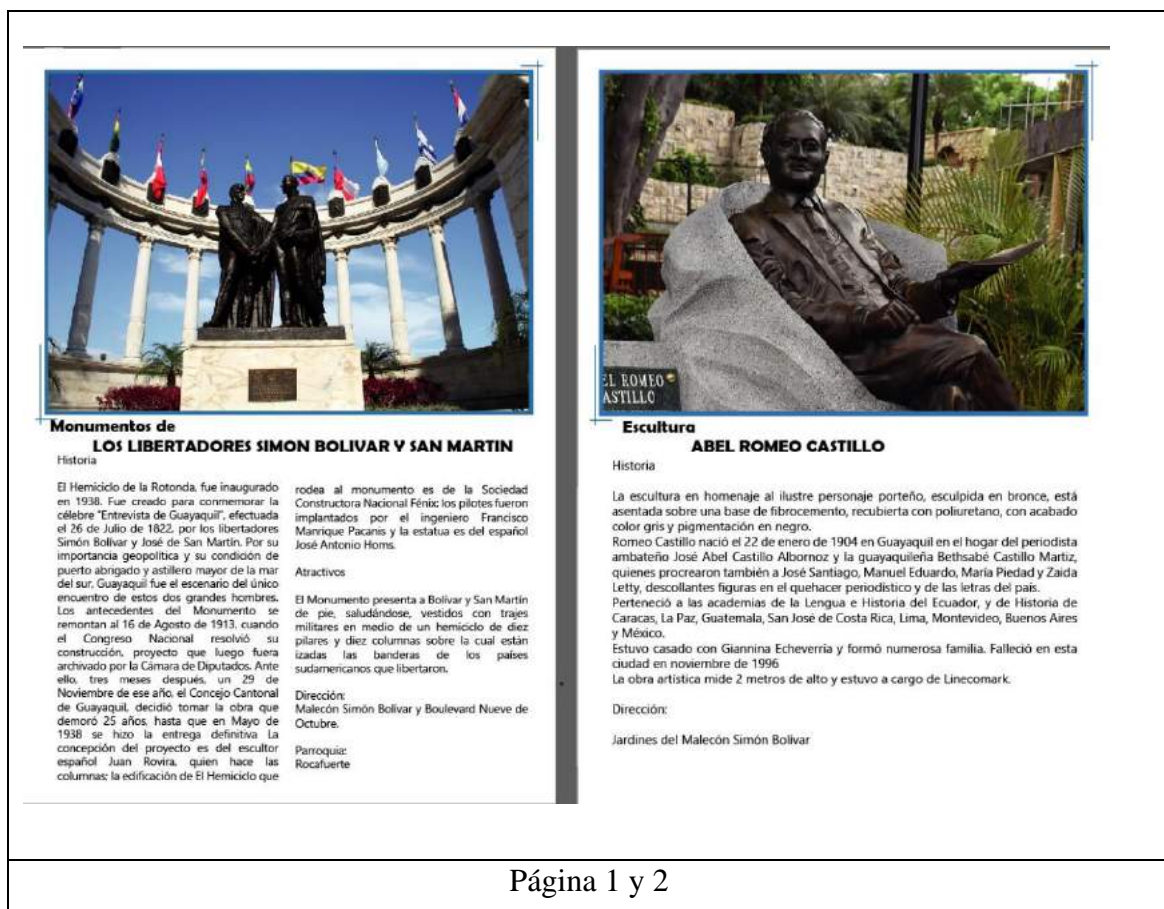 EL ROMEO
ASTILLO
Monumentos de
LOS LIBERTADORES SIMON BOLIVAR Y SAN MARTIN
Historia
El Hemiciclo de la Rotonda, fue inaugurado
en 1938. Fue creado para conmemorar la
célebre "Entrevista de Guayaquil", efectuada
el 26 de Julio de 1822, por los libertadores
Simón Bolívar y José de San Martín. Por su
importancia geopolítica y su condición de
puerto abrigado y astillero mayor de la mar
del sur, Guayaquil fue el escenario del único
encuentro de estos dos grandes hombres.
Los antecedentes del Monumento se
remontan al 16 de Agosto de 1913, cuando
el Congreso Nacional resolvió su
construcción, proyecto que luego fuera
archivado por la Cámara de Diputados. Ante
ello, tres meses después, un 29 de
Noviembre de ese año, el Concejo Cantonal
de Guayaquil, decidió tomar la obra que
demoró 25 años, hasta que en Mayo de
1938 se hizo la entrega definitiva La
concepción del proyecto es del escultor
español Juan Rovira, quien hace las
columnas; la edificación de El Hemiciclo que
rodea al monumento es de la Sociedad
Constructora Nacional Fénix; los pilotes fueron
implantados por el ingeniero Francisco
Manrique Pacanis y la estatua es del español
José Antonio Homs.
Atractivos
El Monumento presenta a Bolívar y San Martín
de pie, saludándose, vestidos con trajes
militares en medio de un hemiciclo de diez
pilares y diez columnas sobre la cual están
izadas las banderas de los países
sudamericanos que libertaron.
Dirección:
Malecón Simón Bolívar y Boulevard Nueve de
Octubre.
Parroquia:
Rocafuerte
Escultura
ABEL ROMEO CASTILLO
Historia
La escultura en homenaje al ilustre personaje porteño, esculpida en bronce, está
asentada sobre una base de fibrocemento, recubierta con poliuretano, con acabado
color gris y pigmentación en negro.
Romeo Castillo nació el 22 de enero de 1904 en Guayaquil en el hogar del periodista
ambateño José Abel Castillo Albornoz y la guayaquileña Bethsabé Castillo Martiz,
quienes procrearon también a José Santiago, Manuel Eduardo, María Piedad y Zaida
Letty, descollantes figuras en el quehacer periodístico y de las letras del país.
Perteneció a las academias de la Lengua e Historia del Ecuador, y de Historia de
Caracas, La Paz, Guatemala, San José de Costa Rica, Lima, Montevideo, Buenos Aires
y México.
Estuvo casado con Giannina Echeverría y formó numerosa familia. Falleció en esta
ciudad en noviembre de 1996
La obra artística mide 2 metros de alto y estuvo a cargo de Linecomark.
Dirección:
Jardines del Malecón Simón Bolívar
Página 1 y 2